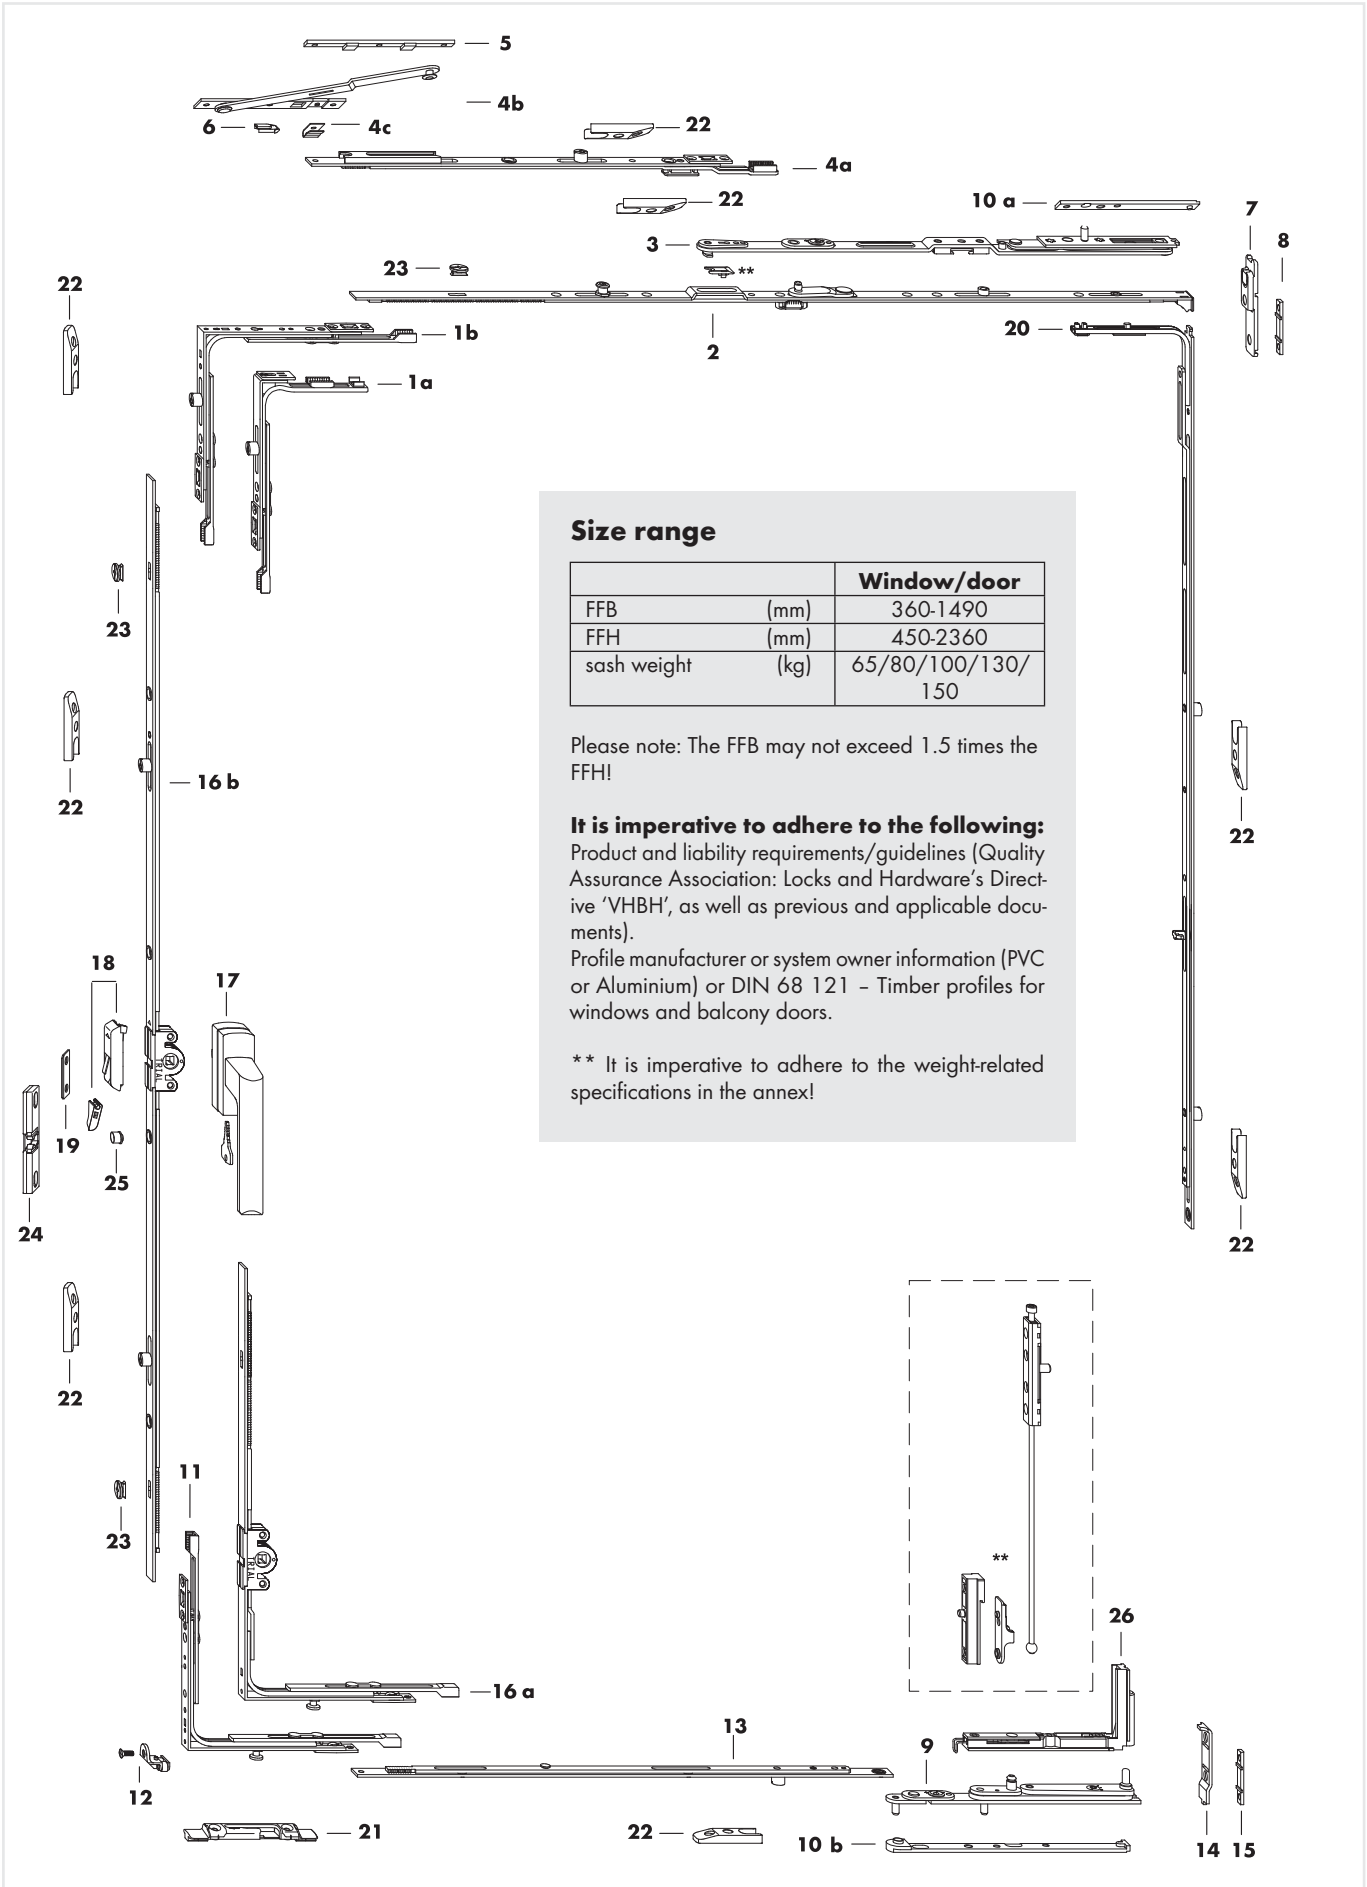 5
4b
6
4c
22
4a
22
10 a
7
3
8
23
**
22
20
1b
2
1a
Size range
Window/door
FFB (mm) 360-1490
FFH (mm) 450-2360
sash weight (kg) 65/80/100/130/
150
Please note: The FFB may not exceed 1.5 times the
FFH!
It is imperative to adhere to the following:
Product and liability requirements/guidelines (Quality
Assurance Association: Locks and Hardware's Direct-
ive 'VHBH', as well as previous and applicable docu-
ments).
Profile manufacturer or system owner information (PVC
or Aluminium) or DIN 68 121 – Timber profiles for
windows and balcony doors.
** It is imperative to adhere to the weight-related
specifications in the annex!
23
16 b
22
22
18
17
TRIAL
19
25
24
22
22
11
23
TRIAL
**
26
16 a
13
9
12
21
22
10 b
14
15